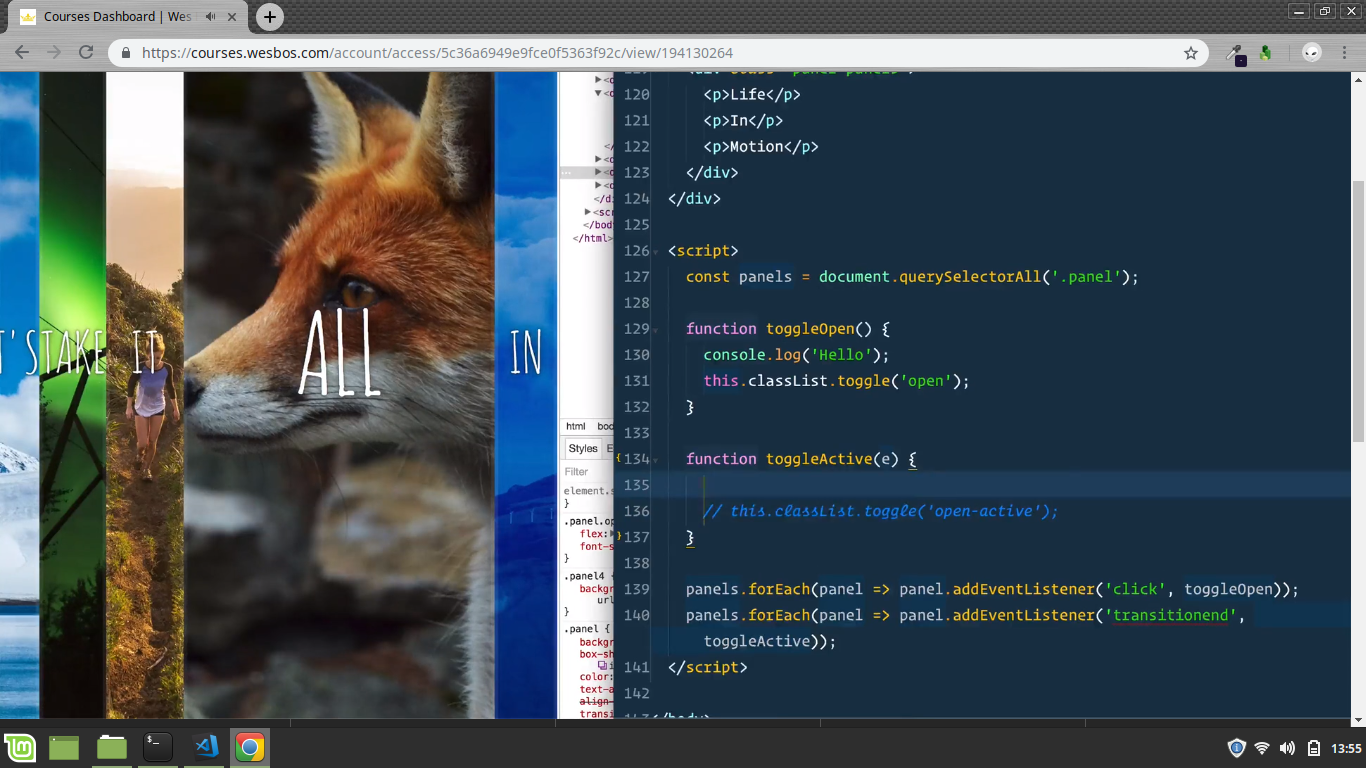 Courses Dashboard | Wes
https://courses.wesbos.com/account/access/5c36a6949e9fce0f5363f92c/view/194130264
'STAKE IT
ALL
IN
</
</di
<scr
</body
</html>
html bod
Styles E
Filter
element.s
}
.panel.op
flex:
font-s
}
.panel4 {
backgr
url
}
.panel {
backgr
box-sh
color:
text-a
align-
transi
120 <p>Life</p>
121 <p>In</p>
122 <p>Motion</p>
123 </div>
124 </div>
125
126 <script>
127 const panels = document.querySelectorAll('.panel');
128
129 function toggleOpen() {
130 console.log('Hello');
131 this.classList.toggle('open');
132 }
133
134 function toggleActive(e) {
135
136 // this.classList.toggle('open-active');
137 }
138
139 panels.forEach(panel => panel.addEventListener('click', toggleOpen));
140 panels.forEach(panel => panel.addEventListener('transitionend',
toggleActive));
141 </script>
142
13:55